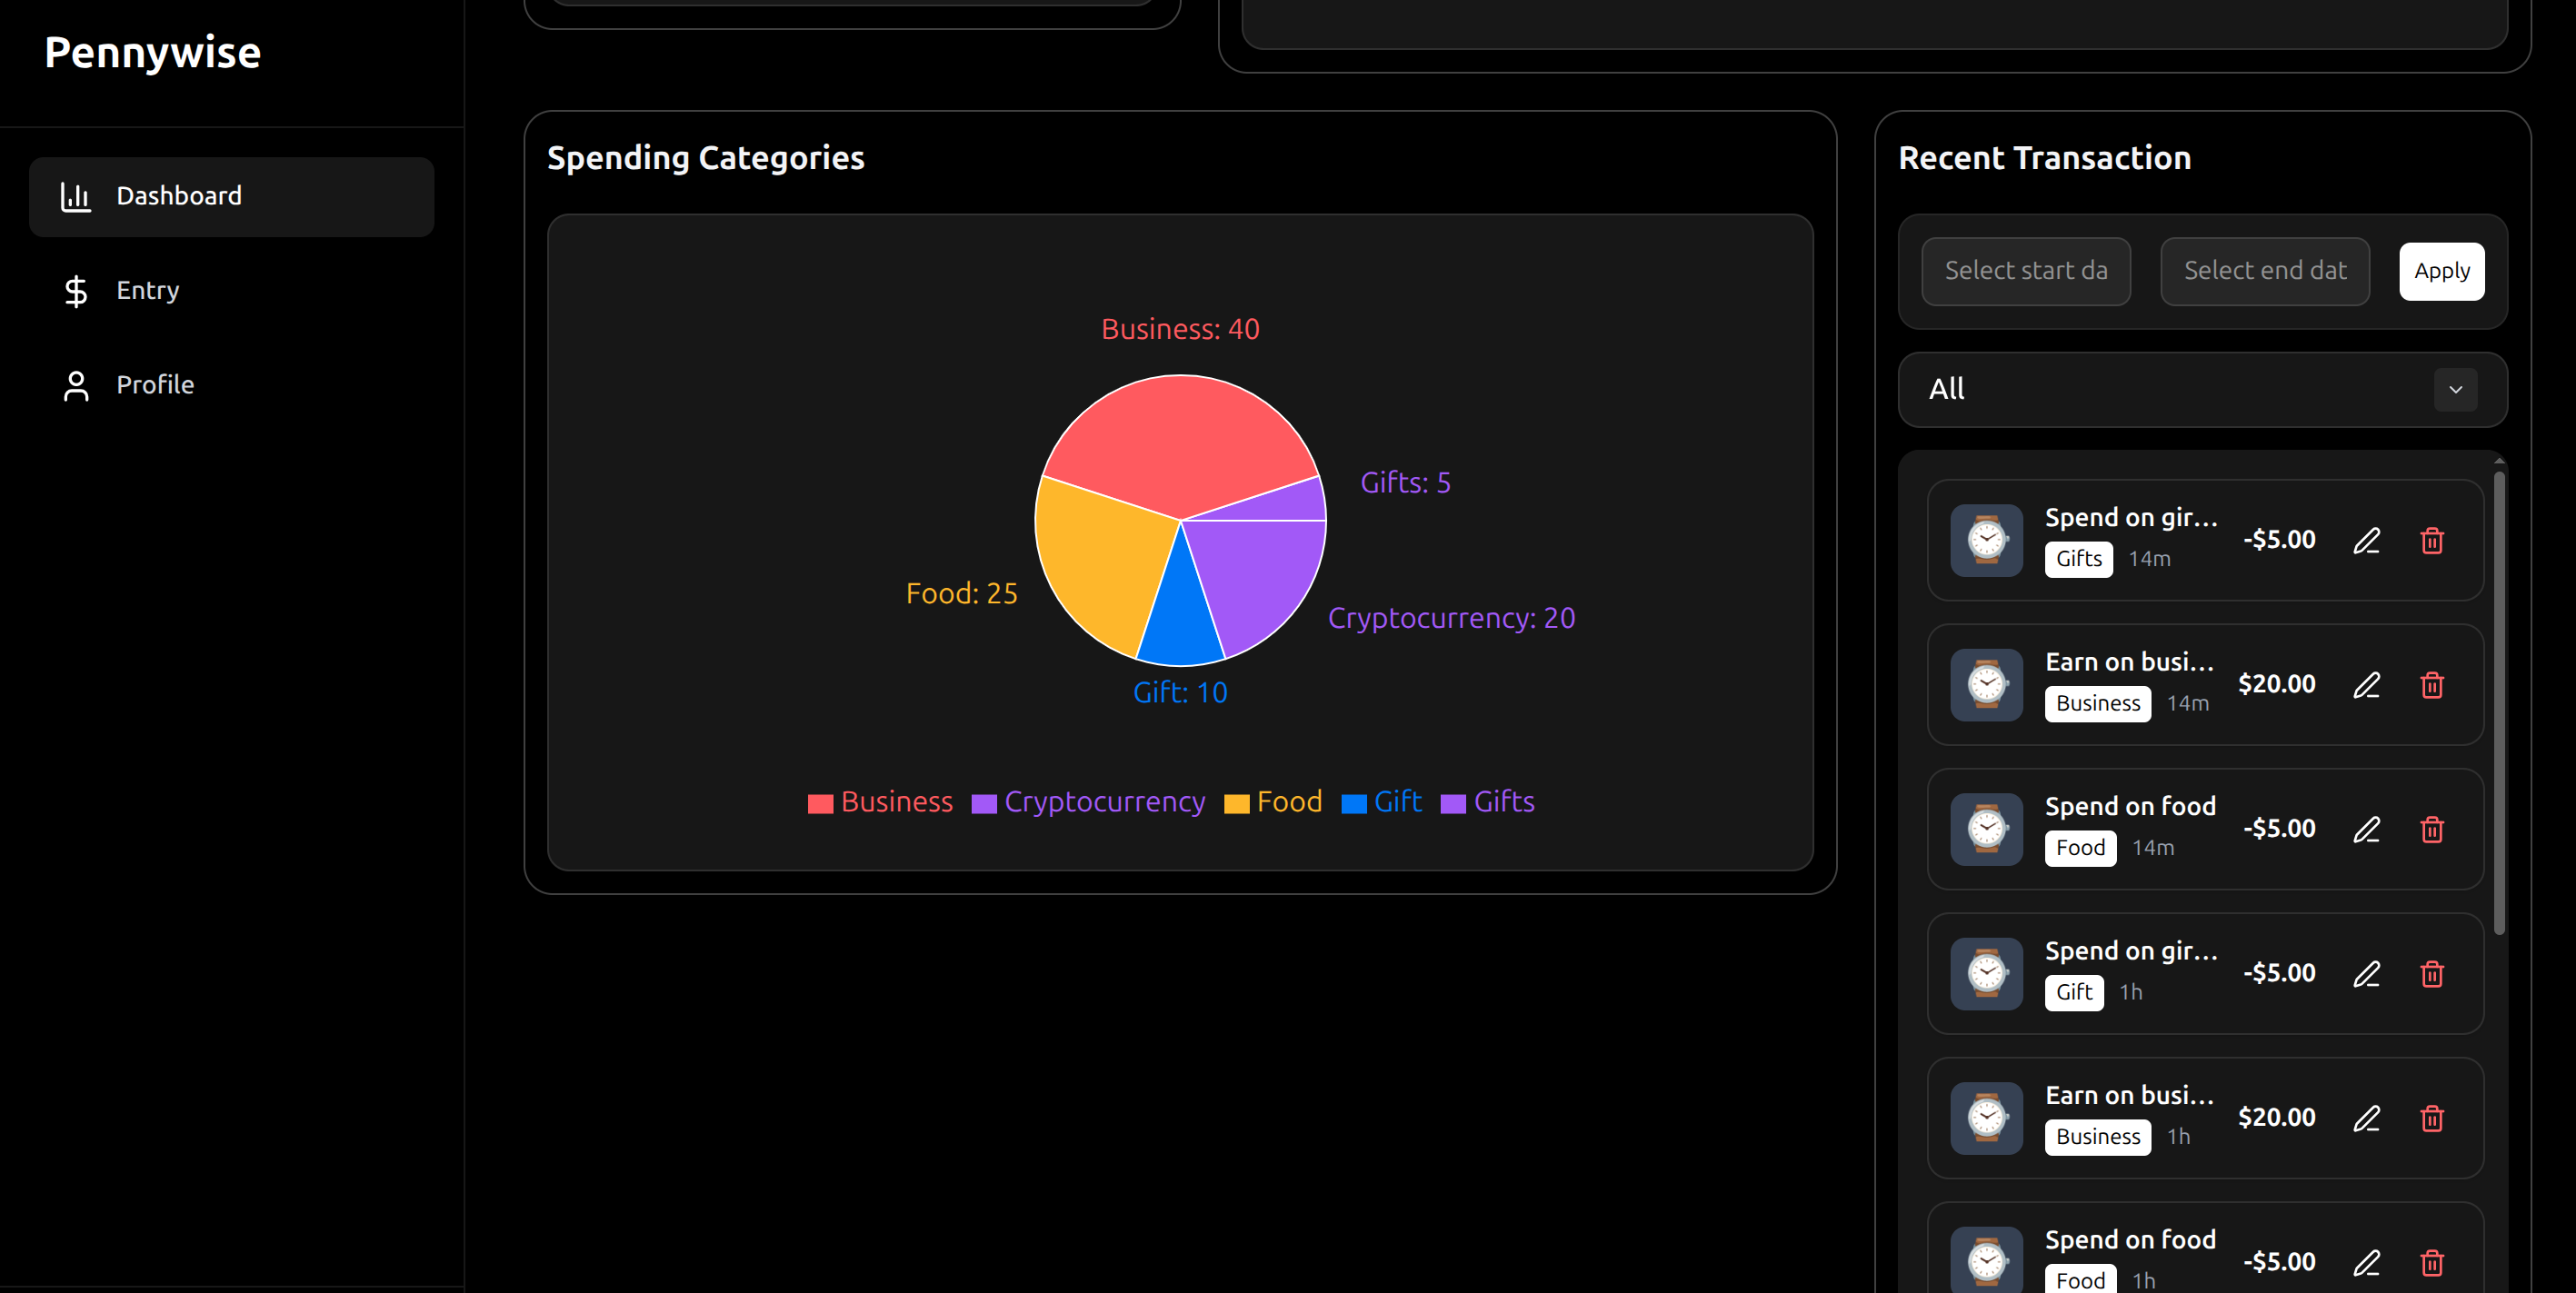 Pennywise
Dashboard
Entry
Profile
Spending Categories
Business: 40
Gifts: 5
Food: 25
Cryptocurrency: 20
Gift: 10
Business Cryptocurrency Food Gift Gifts
Recent Transaction
Select start da Select end dat Apply
All
Spend on gir...
-$5.00
Gifts 14m
Earn on busi...
$20.00
Business 14m
Spend on food
-$5.00
Food 14m
Spend on gir...
-$5.00
Gift 1h
Earn on busi...
$20.00
Business 1h
Spend on food
-$5.00
Food 1h